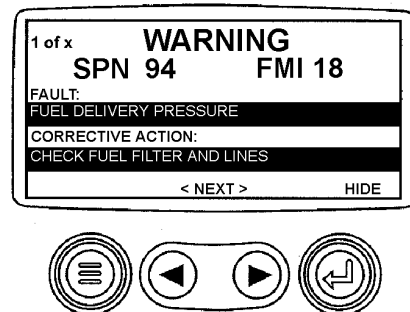 1 of x WARNING
SPN 94 FMI 18
FAULT:
FUEL DELIVERY PRESSURE
CORRECTIVE ACTION:
CHECK FUEL FILTER AND LINES
< NEXT > HIDE